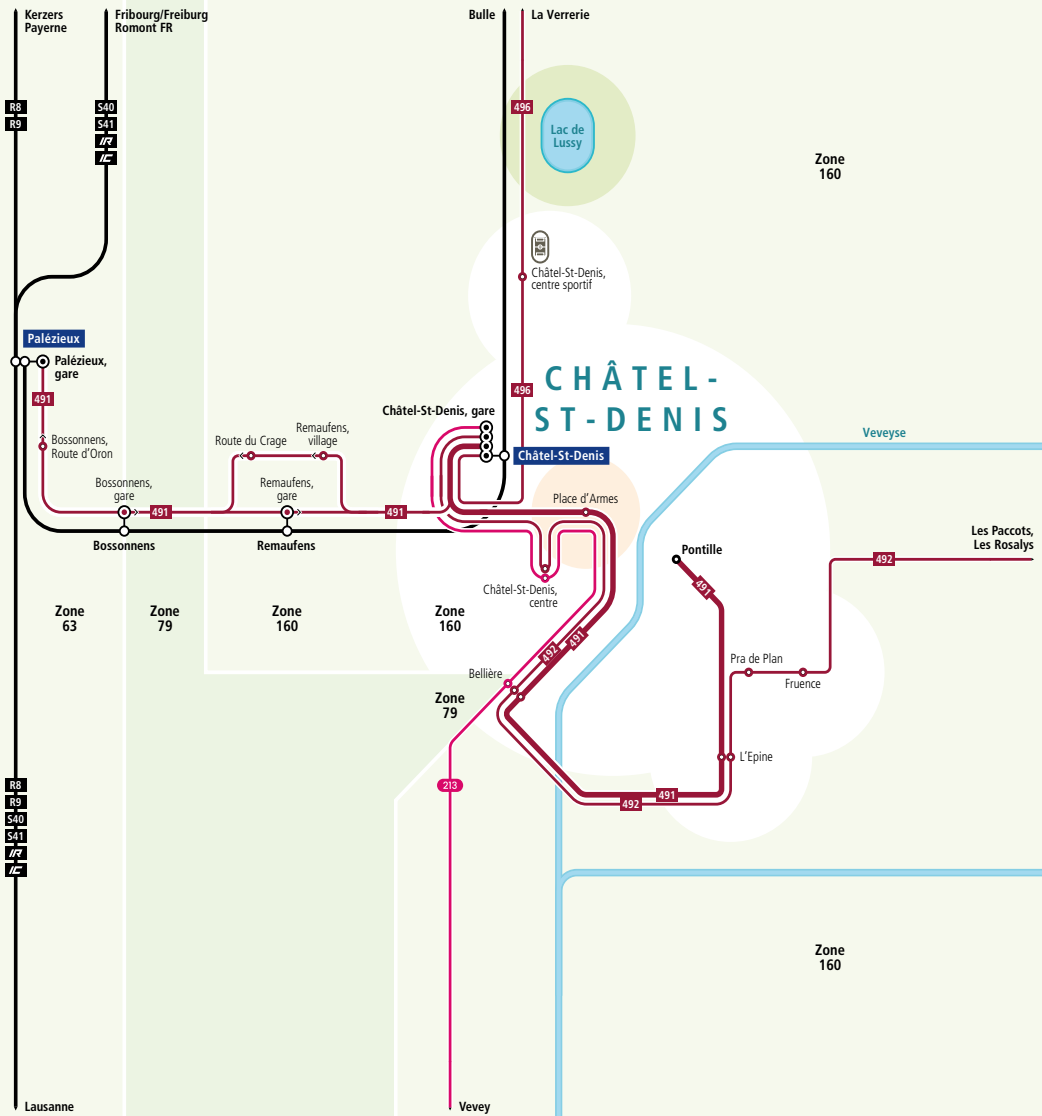 Kerzers
Payerne
Fribourg/Freiburg
Romont FR
Bulle
La Verrerie
R8
R9
S40
S41
IR
IC
496
Lac de
Lussy
Zone
160
Châtel-St-Denis,
centre sportif
Palézieux
Palézieux,
gare
491
Bossonnens,
Route d'Oron
Bossonnens,
gare
491
Bossonnens
Route du Crage
Remaufens,
village
Remaufens,
gare
Remaufens
491
496
CHÂTEL-
ST-DENIS
Châtel-St-Denis, gare
Châtel-St-Denis
Place d'Armes
Châtel-St-Denis,
centre
Veveyse
Pontille
491
Les Paccots,
Les Rosalys
492
Zone
63
Zone
79
Zone
160
Zone
160
492
491
Bellière
Zone
79
Pra de Plan
Fruence
L'Epine
213
492
491
R8
R9
S40
S41
IR
IC
Zone
160
Lausanne
Vevey